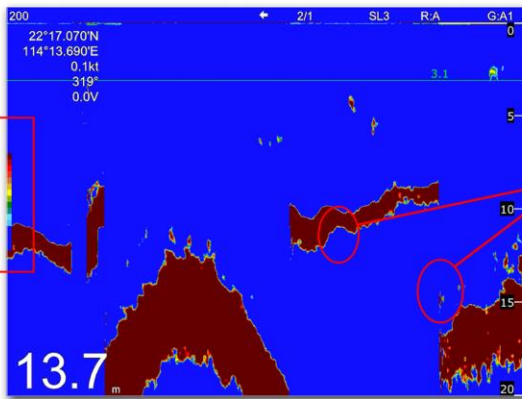 200 2/1 SL3 R:A G:A1
22°17.070'N
114°13.690'E
0.1kt
319°
0.0V
0
3.1
5
10
15
13.7 m
20